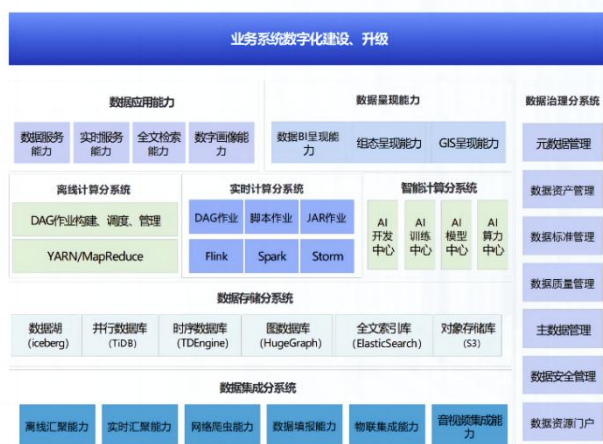 业务系统数字化建设、升级
数据应用能力
数据服务
能力
实时服务
能力
全文检索
能力
数字画像能
力
数据呈现能力
数据BI呈现能
力
组态呈现能力
GIS呈现能力
离线计算分系统
DAG作业构建、调度、管理
YARN/MapReduce
实时计算分系统
DAG作业
脚本作业
JAR作业
Flink
Spark
Storm
智能计算分系统
AI
开发
中心
AI
训练
中心
AI
模型
中心
AI
算力
中心
数据存储分系统
数据湖
(iceberg)
并行数据库
(TiDB)
时序数据库
(TDEngine)
图数据库
(HugeGraph)
全文索引库
(ElasticSearch)
对象存储库
(S3)
数据集成分系统
离线汇聚能力
实时汇聚能力
网络爬虫能力
数据填报能力
物联集成能力
音视频集成能
力
数据治理分系统
元数据管理
数据资产管理
数据标准管理
数据质量管理
主数据管理
数据安全管理
数据资源门户